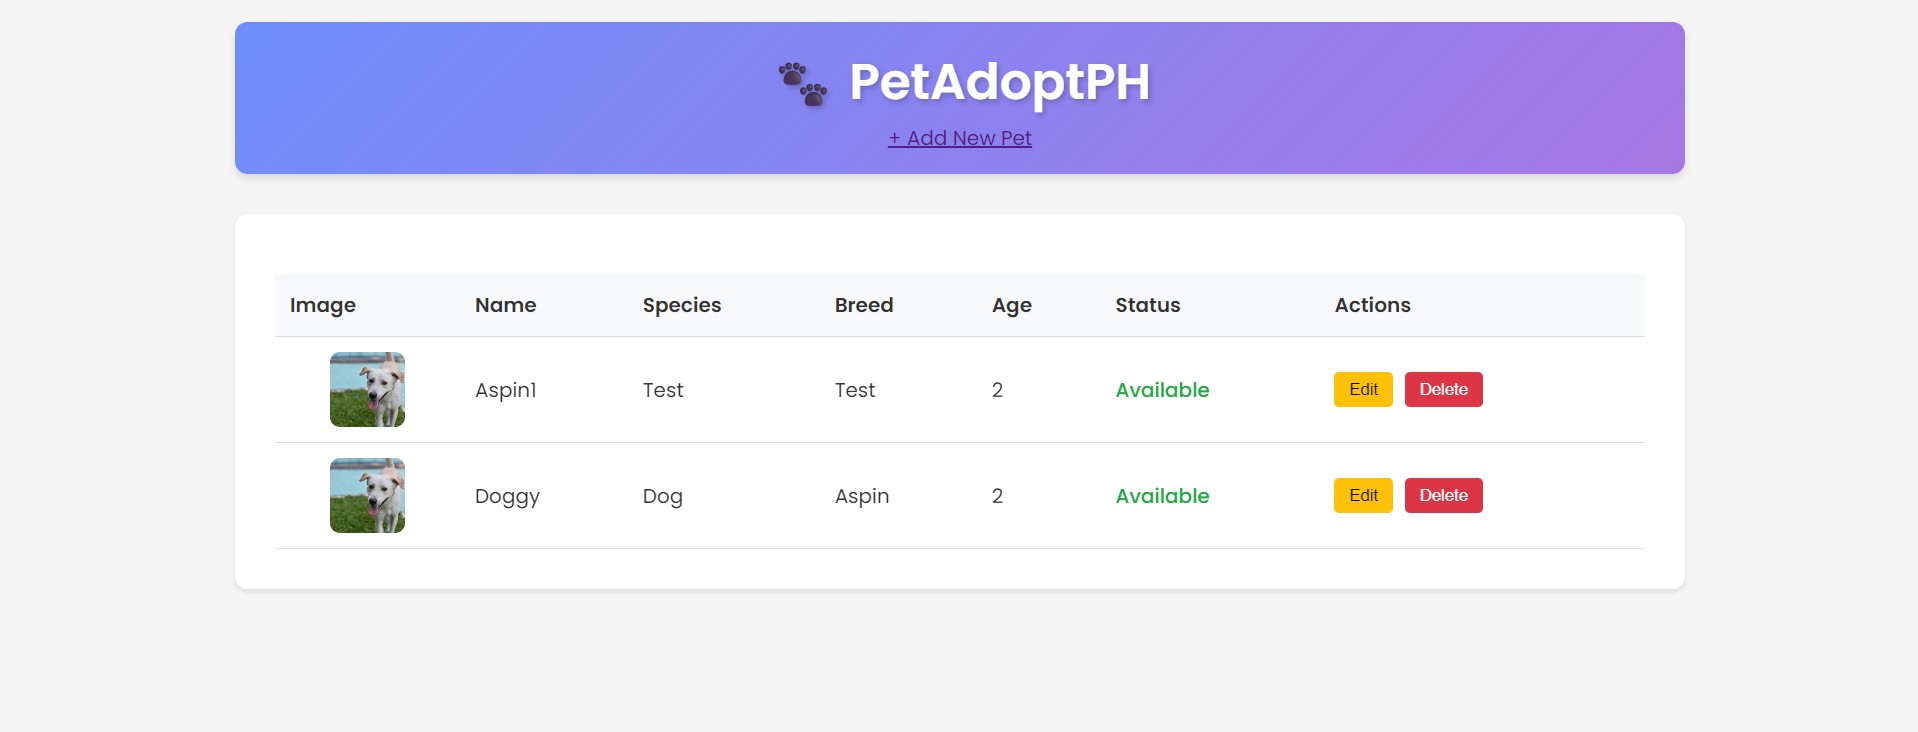 PetAdoptPH
+ Add New Pet
Image Name Species Breed Age Status Actions
Aspin1 Test Test 2 Available Edit Delete
Doggy Dog Aspin 2 Available Edit Delete